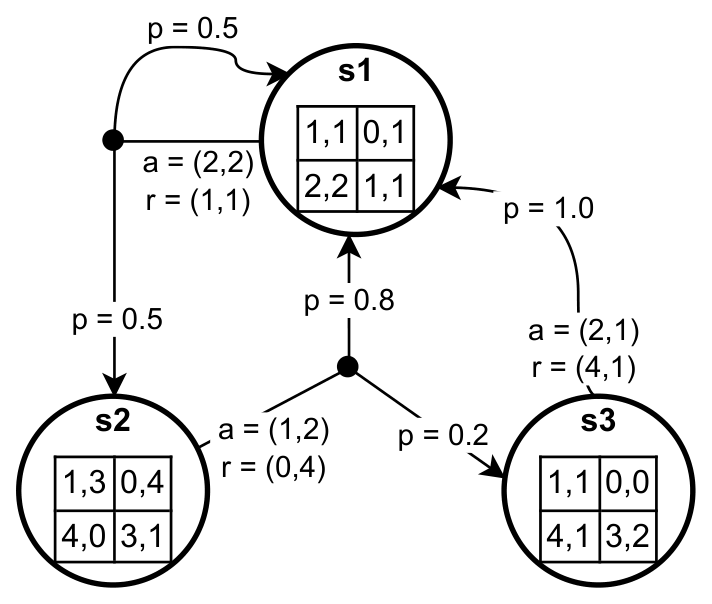 p = 0.5
s1
1,1 0,1
2,2 1,1
a = (2,2)
r = (1,1)
p = 1.0
p = 0.8
p = 0.5
a = (2,1)
r = (4,1)
s2
1,3 0,4
4,0 3,1
a = (1,2)
r = (0,4)
p = 0.2
s3
1,1 0,0
4,1 3,2